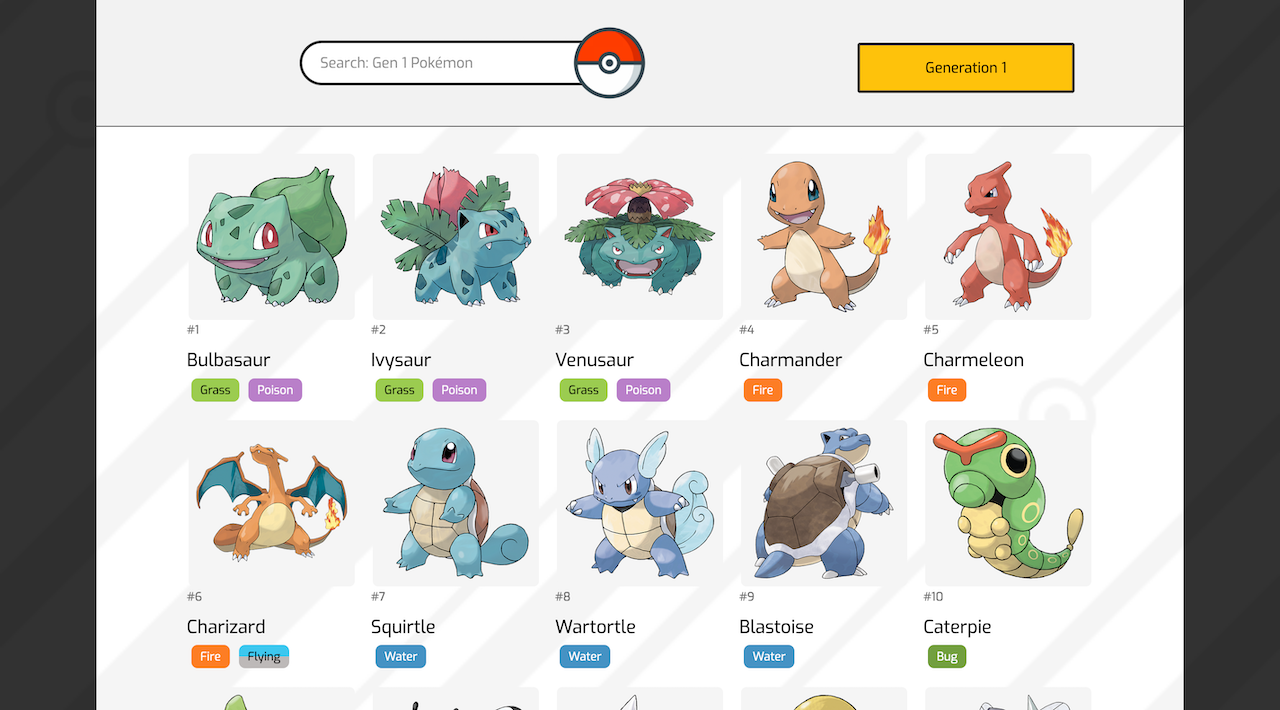 Search: Gen 1 Pokémon
Generation 1
#1
Bulbasaur
Grass Poison
#2
Ivysaur
Grass Poison
#3
Venusaur
Grass Poison
#4
Charmander
Fire
#5
Charmeleon
Fire
#6
Charizard
Fire Flying
#7
Squirtle
Water
#8
Wartortle
Water
#9
Blastoise
Water
#10
Caterpie
Bug